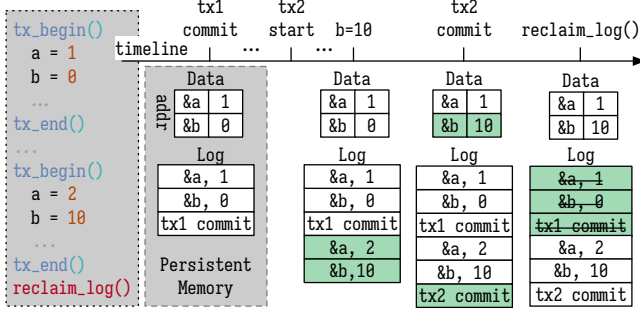 tx_begin()
a = 1
b = 0
...
tx_end()
...
tx_begin()
a = 2
b = 10
...
tx_end()
reclaim_log()
timeline
tx1
commit
...
tx2
start
...
b=10
tx2
commit
reclaim_log()
Data
addr
&a 1
&b 0
Log
&a, 1
&b, 0
tx1 commit
Persistent
Memory
Data
&a 1
&b 0
Log
&a, 1
&b, 0
tx1 commit
&a, 2
&b,10
Data
&a 1
&b 10
Log
&a, 1
&b, 0
tx1 commit
&a, 2
&b, 10
tx2 commit
Data
&a 1
&b 10
Log
&a, 1
&b, 0
tx1 commit
&a, 2
&b, 10
tx2 commit